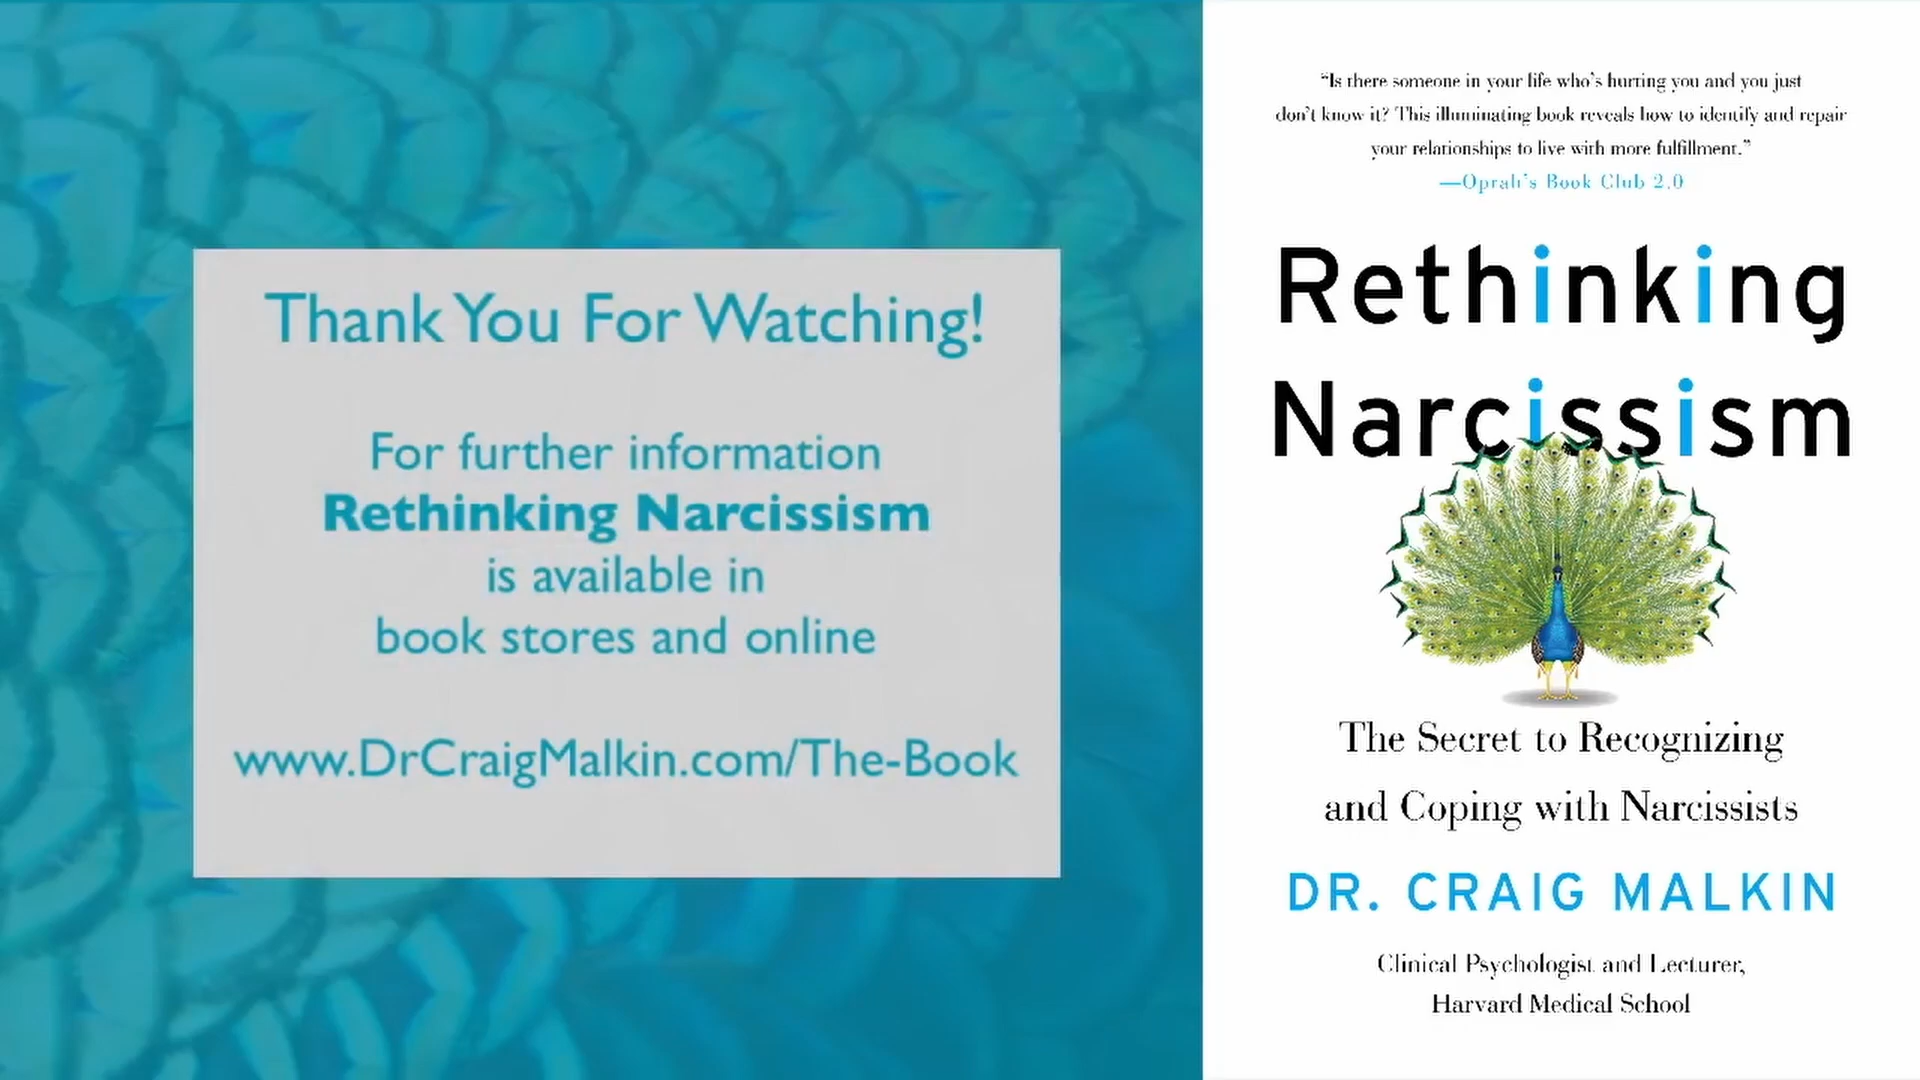 Thank You For Watching!
For further information
Rethinking Narcissism
is available in
book stores and online
www.DrCraigMalkin.com/The-Book
“Is there someone in your life who’s hurting you and you just
don’t know it? This illuminating book reveals how to identify and repair
your relationships to live with more fulfillment.”
—Oprah’s Book Club 2.0
Rethinking
Narcissism
The Secret to Recognizing
and Coping with Narcissists
DR. CRAIG MALKIN
Clinical Psychologist and Lecturer,
Harvard Medical School